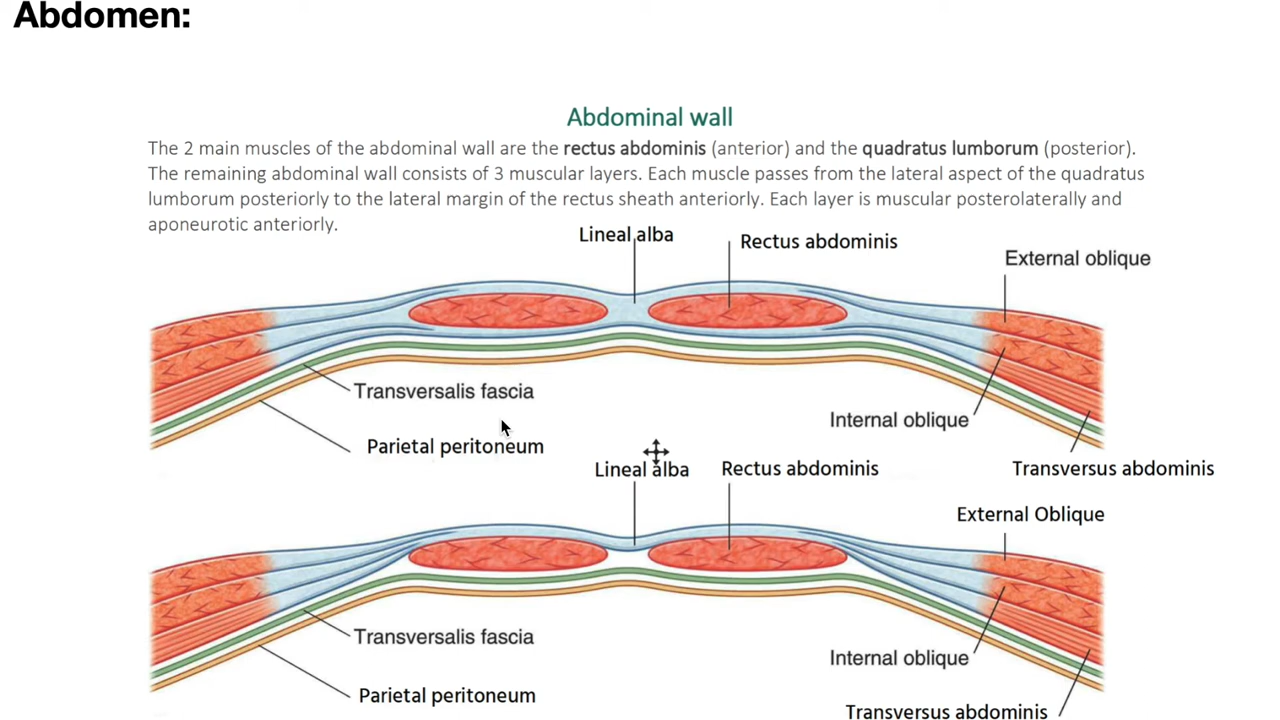 Abdomen:
Abdominal wall
The 2 main muscles of the abdominal wall are the rectus abdominis (anterior) and the quadratus lumborum (posterior).
The remaining abdominal wall consists of 3 muscular layers. Each muscle passes from the lateral aspect of the quadratus
lumborum posteriorly to the lateral margin of the rectus sheath anteriorly. Each layer is muscular posterolaterally and
aponeurotic anteriorly.
Lineal alba
Rectus abdominis
External oblique
Transversalis fascia
Internal oblique
Parietal peritoneum
Lineal alba
Rectus abdominis
Transversus abdominis
External Oblique
Transversalis fascia
Internal oblique
Parietal peritoneum
Transversus abdominis